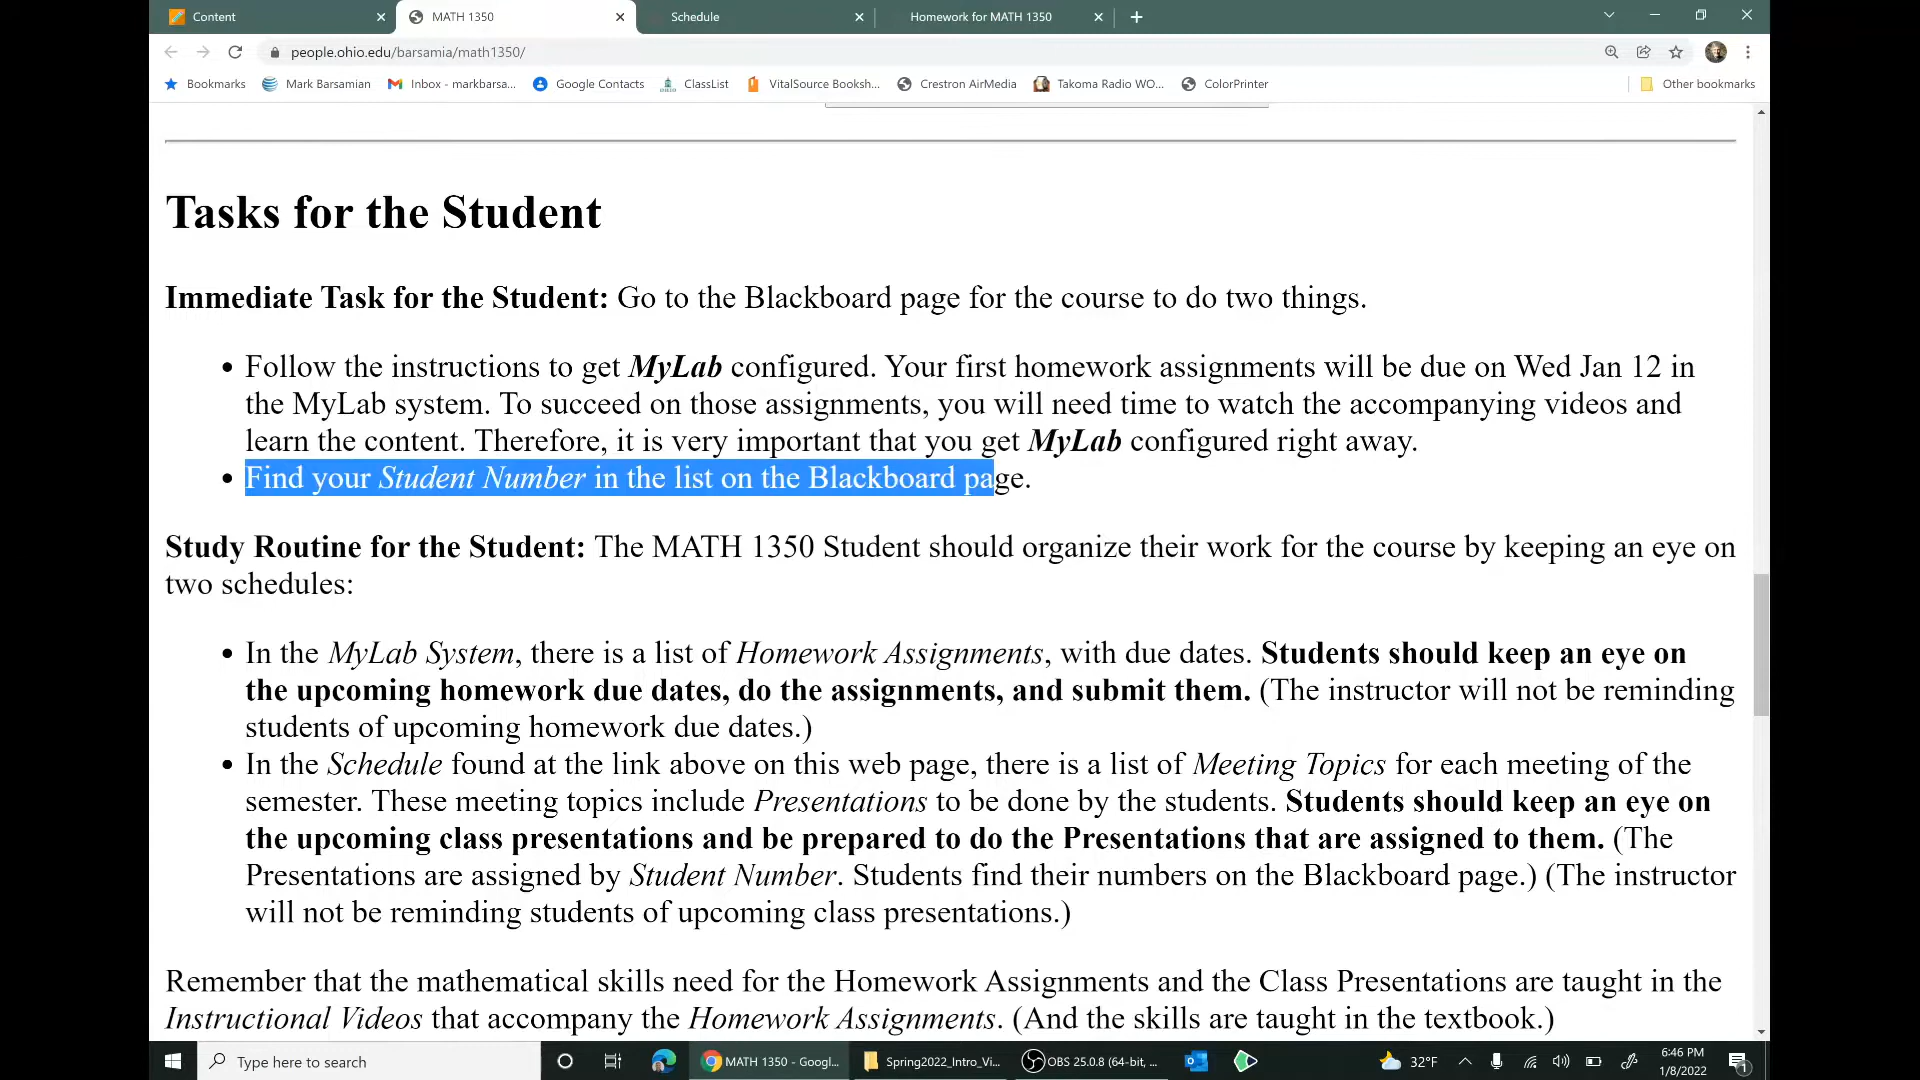 Content
MATH 1350
Schedule
Homework for MATH 1350
people.ohio.edu/barsamia/math1350/
Bookmarks
Mark Barsamian
Inbox - markbarsa...
Google Contacts
ClassList
VitalSource Booksh...
Crestron AirMedia
Takoma Radio WO...
ColorPrinter
Other bookmarks
Tasks for the Student
Immediate Task for the Student: Go to the Blackboard page for the course to do two things.
• Follow the instructions to get MyLab configured. Your first homework assignments will be due on Wed Jan 12 in
the MyLab system. To succeed on those assignments, you will need time to watch the accompanying videos and
learn the content. Therefore, it is very important that you get MyLab configured right away.
• Find your Student Number in the list on the Blackboard page.
Study Routine for the Student: The MATH 1350 Student should organize their work for the course by keeping an eye on
two schedules:
• In the MyLab System, there is a list of Homework Assignments, with due dates. Students should keep an eye on
the upcoming homework due dates, do the assignments, and submit them. (The instructor will not be reminding
students of upcoming homework due dates.)
• In the Schedule found at the link above on this web page, there is a list of Meeting Topics for each meeting of the
semester. These meeting topics include Presentations to be done by the students. Students should keep an eye on
the upcoming class presentations and be prepared to do the Presentations that are assigned to them. (The
Presentations are assigned by Student Number. Students find their numbers on the Blackboard page.) (The instructor
will not be reminding students of upcoming class presentations.)
Remember that the mathematical skills need for the Homework Assignments and the Class Presentations are taught in the
Instructional Videos that accompany the Homework Assignments. (And the skills are taught in the textbook.)
Type here to search
MATH 1350 - Googl...
Spring2022_Intro_Vi...
OBS 25.0.8 (64-bit, ...
32°F
6:46 PM
1/8/2022
1